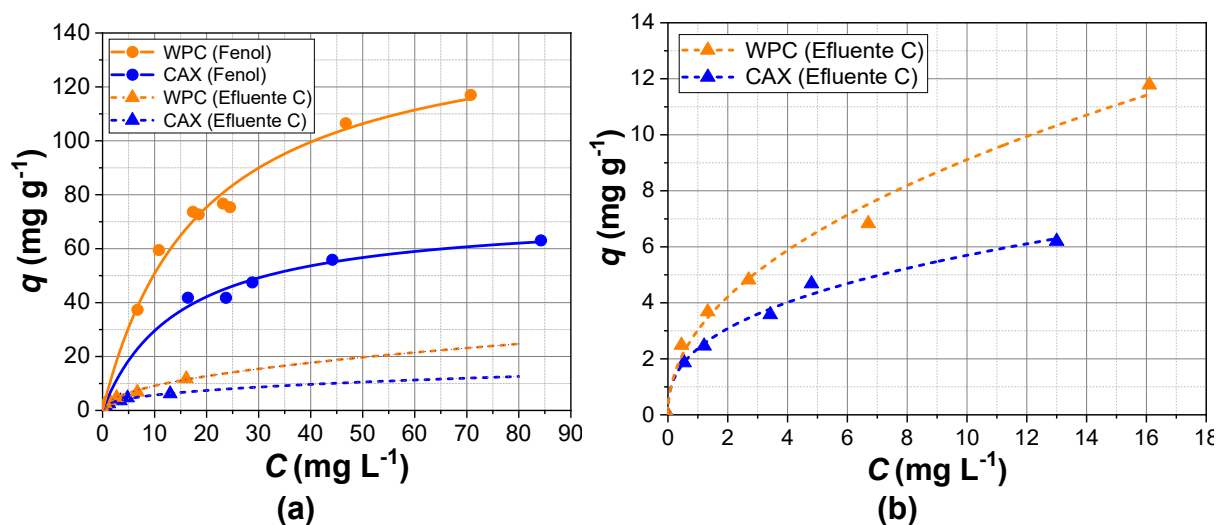 140
120
100
80
60
40
20
0
q (mg g⁻¹)
WPC (Fenol)
CAX (Fenol)
WPC (Efluente C)
CAX (Efluente C)
0 10 20 30 40 50 60 70 80 90
C (mg L⁻¹)
(a)
14
12
10
8
6
4
2
0
q (mg g⁻¹)
WPC (Efluente C)
CAX (Efluente C)
0 2 4 6 8 10 12 14 16 18
C (mg L⁻¹)
(b)